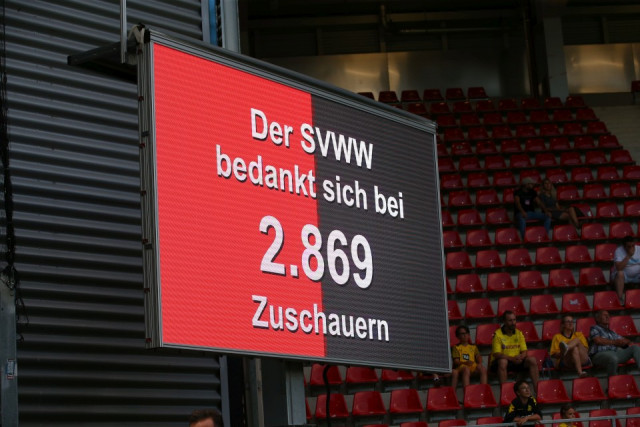 Der SVWW
bedankt sich bei
2.869
Zuschauern